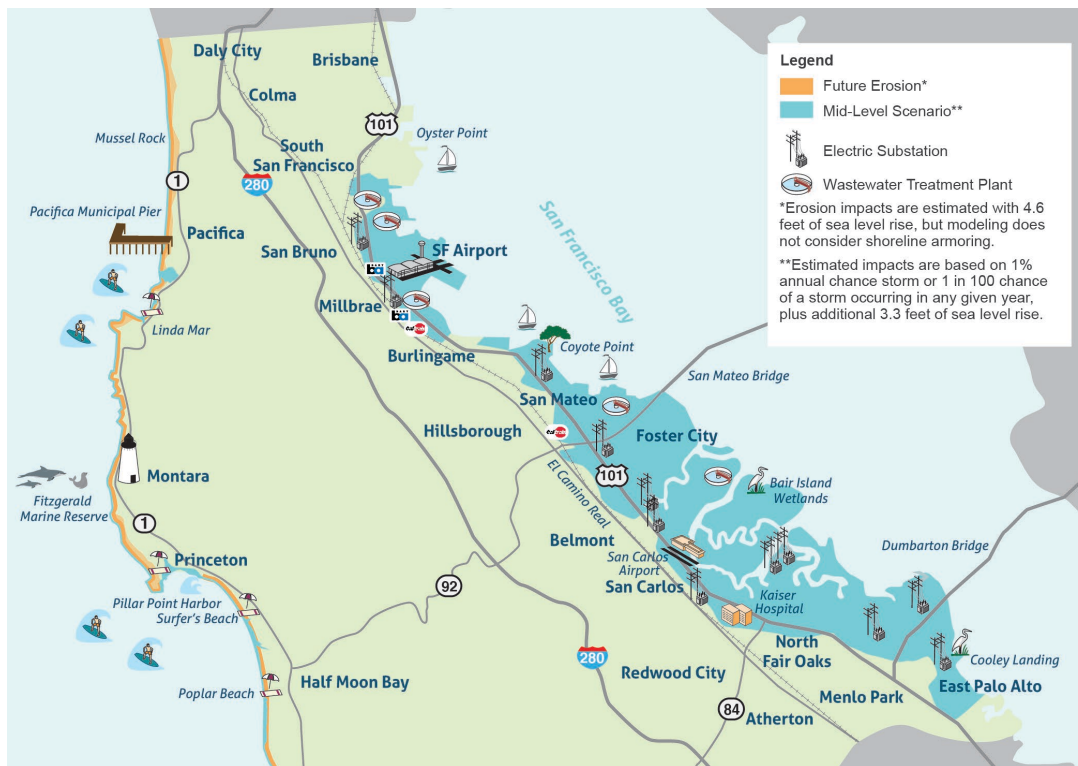 Daly City
Brisbane
Colma
101
Oyster Point
Mussel Rock
South
San Francisco
1
280
Pacifica Municipal Pier
Pacifica
San Bruno
SF Airport
San Francisco Bay
Millbrae
Linda Mar
Burlingame
Coyote Point
San Mateo Bridge
San Mateo
Hillsborough
Foster City
El Camino Real
101
Montara
Fitzgerald
Marine Reserve
Bair Island
Wetlands
1
Belmont
San Carlos
Airport
Dumbarton Bridge
Princeton
92
San Carlos
Kaiser
Hospital
Pillar Point Harbor
Surfer's Beach
North
Fair Oaks
280
Redwood City
Cooley Landing
Poplar Beach
Half Moon Bay
East Palo Alto
Menlo Park
84
Atherton
Legend
Future Erosion*
Mid-Level Scenario**
Electric Substation
Wastewater Treatment Plant
*Erosion impacts are estimated with 4.6
feet of sea level rise, but modeling does
not consider shoreline armoring.
**Estimated impacts are based on 1%
annual chance storm or 1 in 100 chance
of a storm occurring in any given year,
plus additional 3.3 feet of sea level rise.